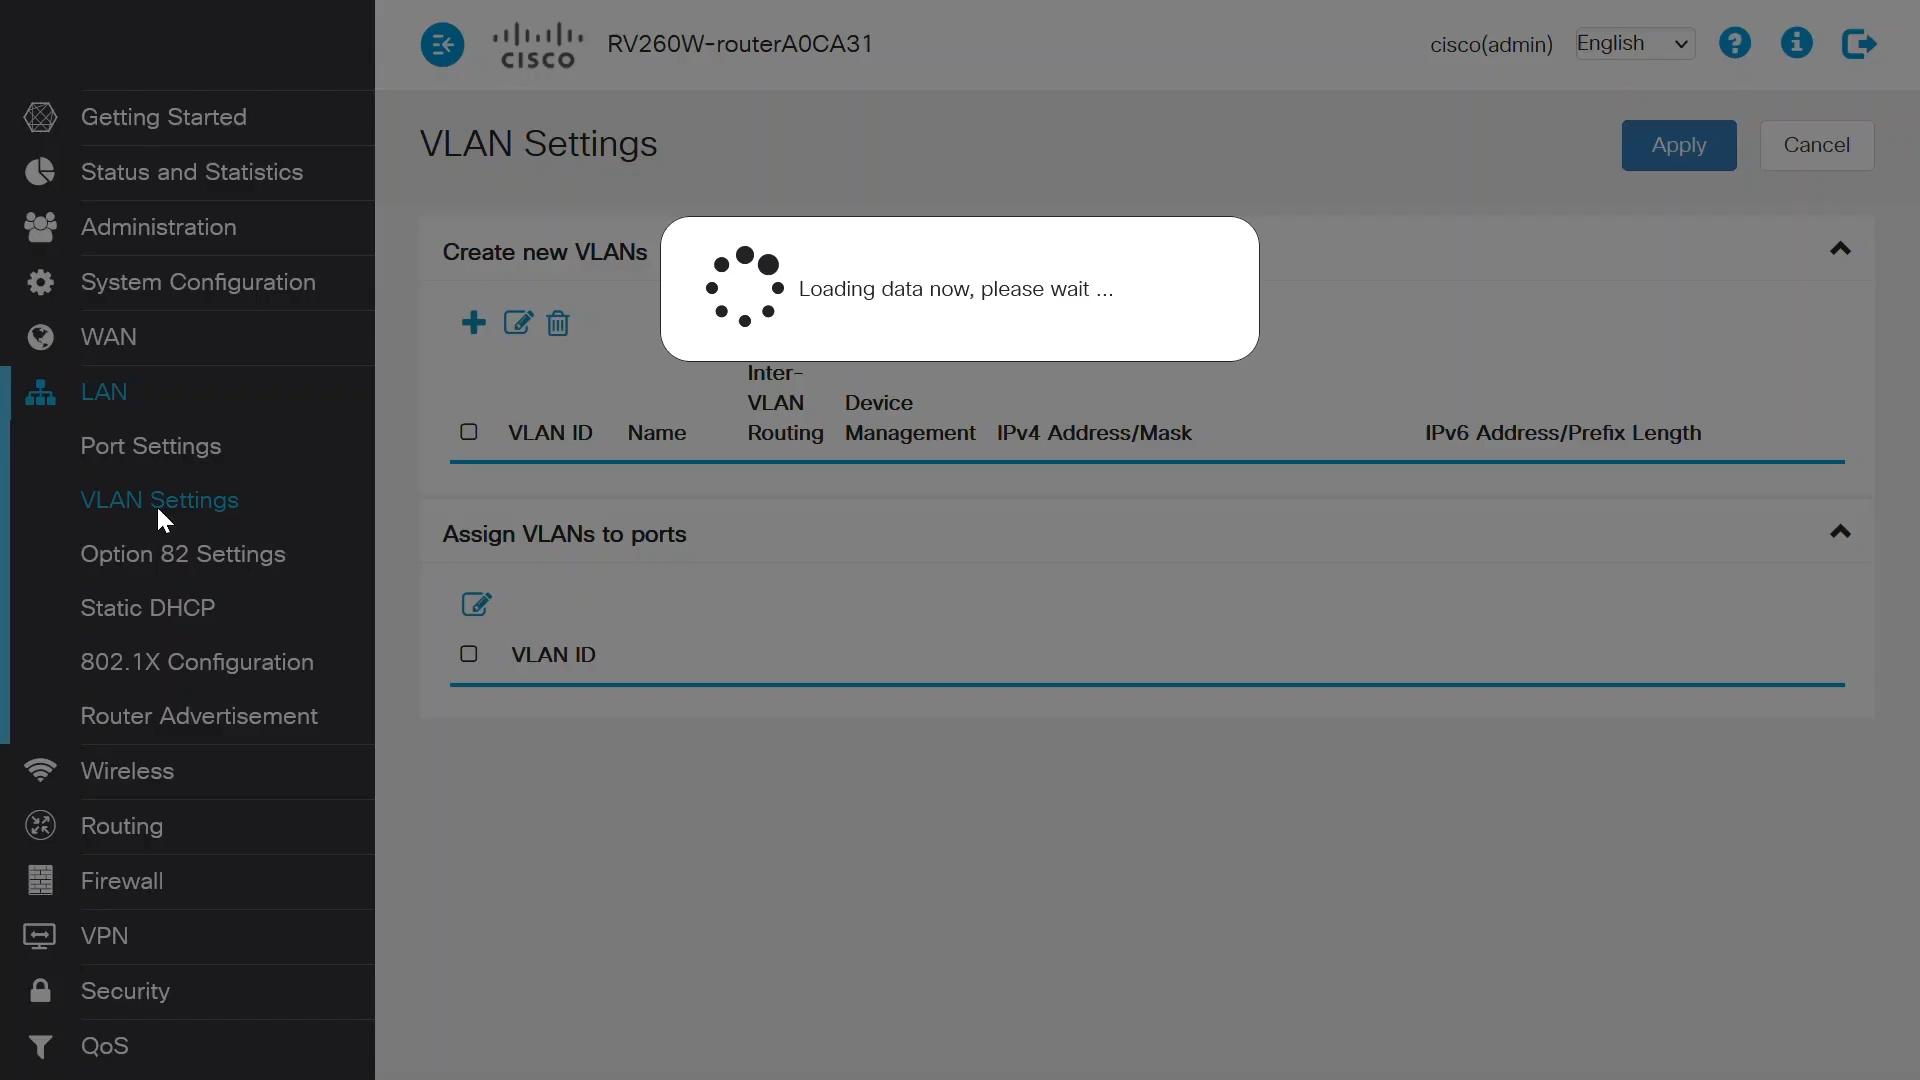 CISCO
RV260W-routerA0CA31
cisco(admin)
English
Getting Started
Status and Statistics
Administration
System Configuration
WAN
LAN
Port Settings
VLAN Settings
Option 82 Settings
Static DHCP
802.1X Configuration
Router Advertisement
Wireless
Routing
Firewall
VPN
Security
QoS
VLAN Settings
Apply
Cancel
Create new VLANs
Loading data now, please wait ...
VLAN ID
Name
Inter-
VLAN
Routing
Device
Management
IPv4 Address/Mask
IPv6 Address/Prefix Length
Assign VLANs to ports
VLAN ID